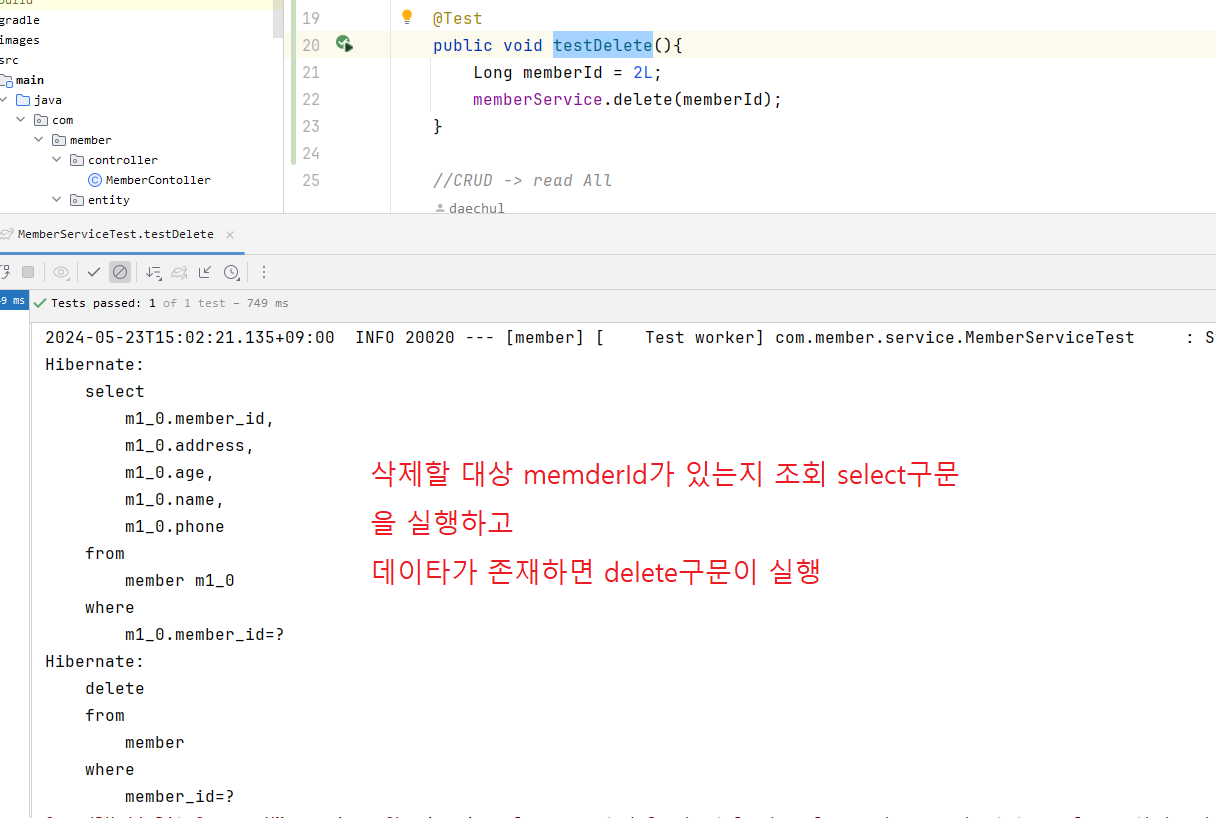 build
gradle
images
src
main
java
com
member
controller
MemberContoller
entity
19 @Test
20 public void testDelete(){
21 Long memberId = 2L;
22 memberService.delete(memberId);
23 }
24
25 //CRUD -> read All
daechul
MemberServiceTest.testDelete
9 ms
Tests passed: 1 of 1 test – 749 ms
2024-05-23T15:02:21.135+09:00 INFO 20020 --- [member] [ Test worker] com.member.service.MemberServiceTest : S
Hibernate:
select
m1_0.member_id,
m1_0.address,
m1_0.age,
m1_0.name,
m1_0.phone
from
member m1_0
where
m1_0.member_id=?
삭제할 대상 memderId가 있는지 조회 select구문
을 실행하고
데이타가 존재하면 delete구문이 실행
Hibernate:
delete
from
member
where
member_id=?